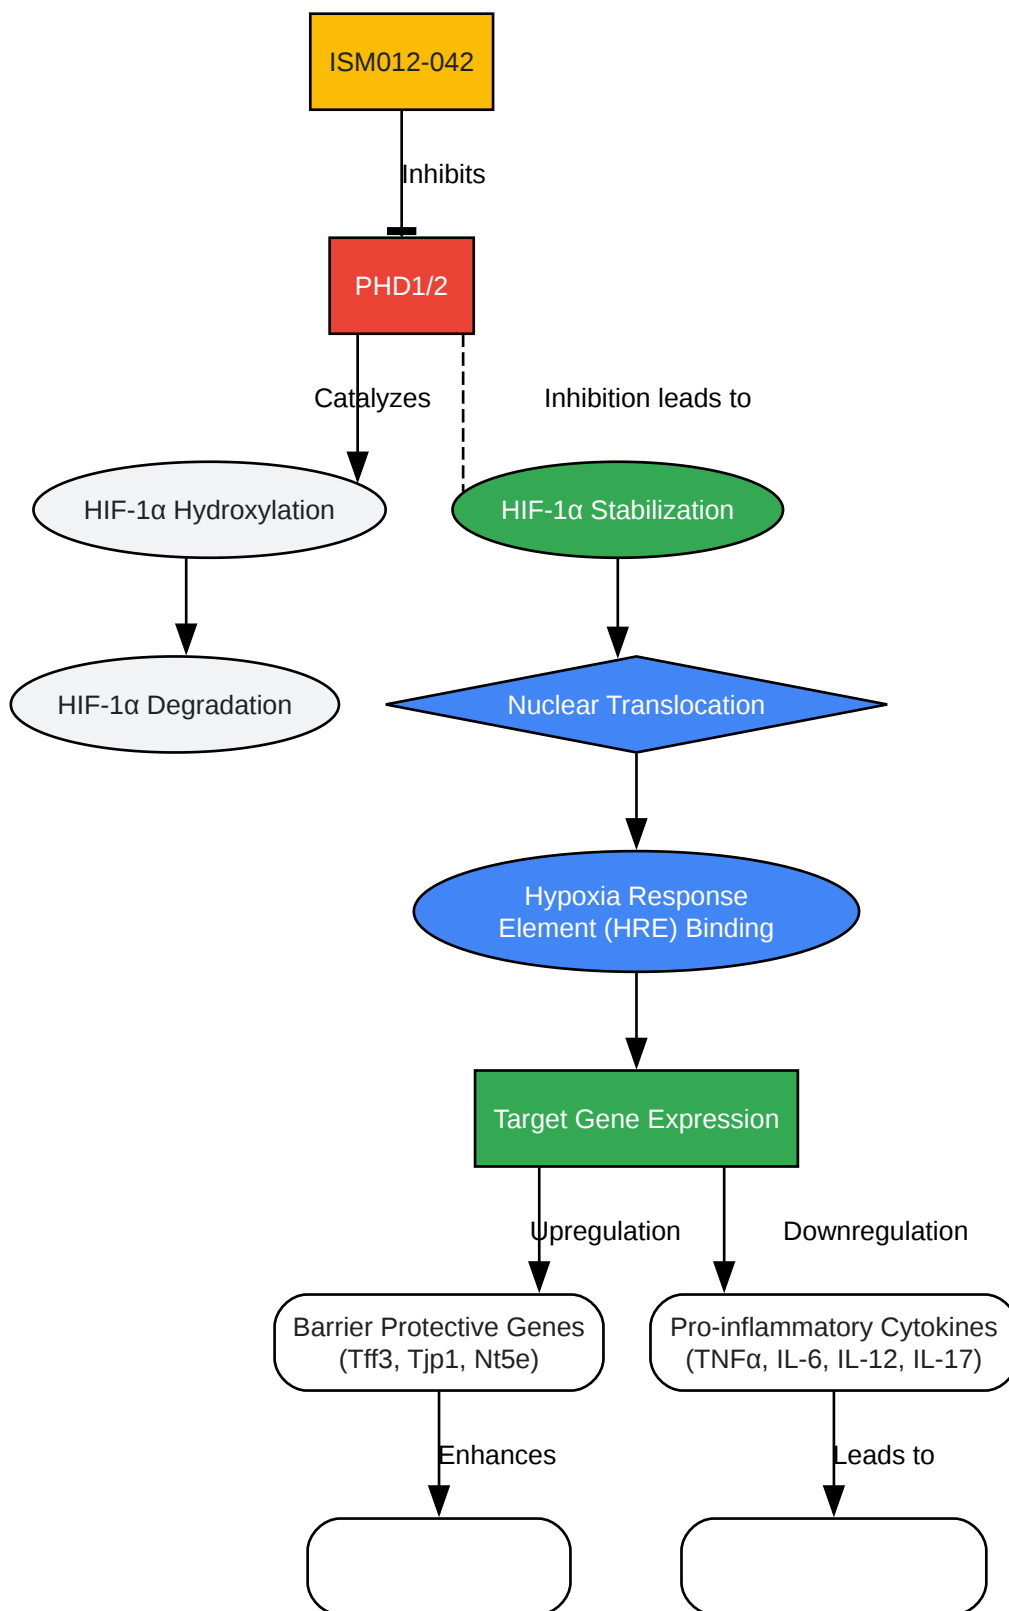 ISM012-042
Inhibits
PHD1/2
Catalyzes
Inhibition leads to
HIF-1α Hydroxylation
HIF-1α Stabilization
HIF-1α Degradation
Nuclear Translocation
Hypoxia Response
Element (HRE) Binding
Target Gene Expression
Upregulation
Downregulation
Barrier Protective Genes
(Tff3, Tjp1, Nt5e)
Pro-inflammatory Cytokines
(TNFα, IL-6, IL-12, IL-17)
Enhances
Leads to